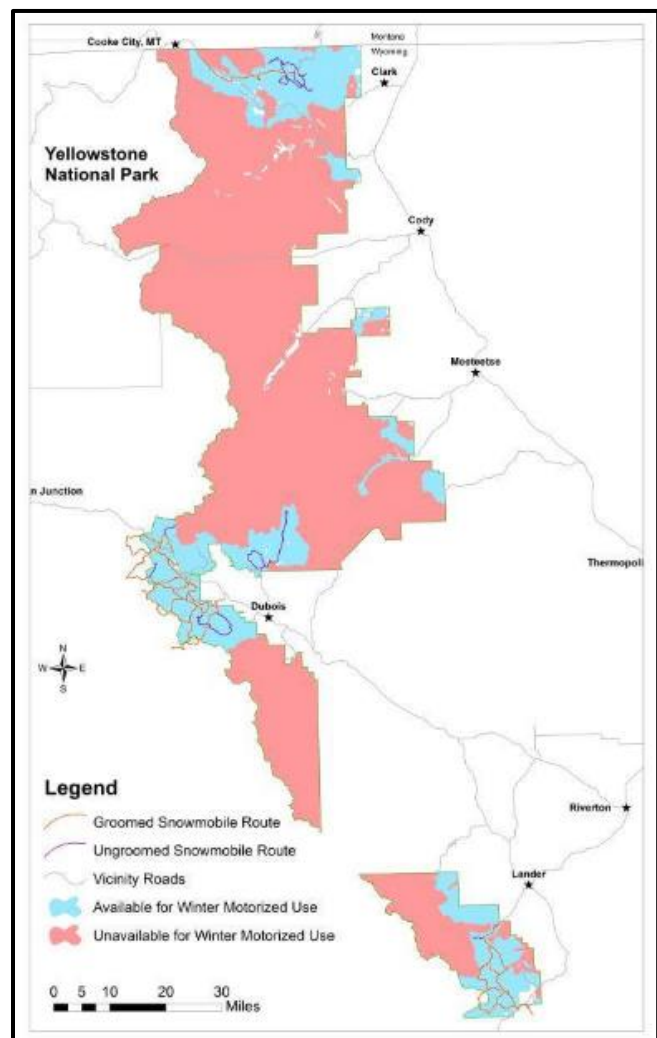 Cooke City, MT
Montana
Wyoming
Clark
Yellowstone
National Park
Cody
Meeteetse
n Junction
Thermopoli
Dubois
N
W E
S
Legend
Groomed Snowmobile Route
Ungroomed Snowmobile Route
Vicinity Roads
Available for Winter Motorized Use
Unavailable for Winter Motorized Use
Riverton
Lander
0 5 10 20 30
Miles